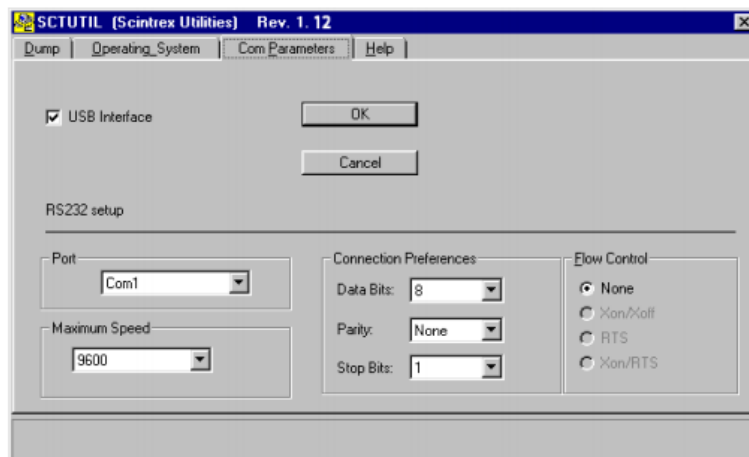 SCTUTIL (Scintrex Utilities) Rev. 1. 12
Dump Operating_System Com Parameters Help
USB Interface OK
Cancel
RS232 setup
Port Connection Preferences Flow Control
Com1 Data Bits: 8 None
Xon/Xoff
Maximum Speed Parity: None RTS
9600 Stop Bits: 1 Xon/RTS